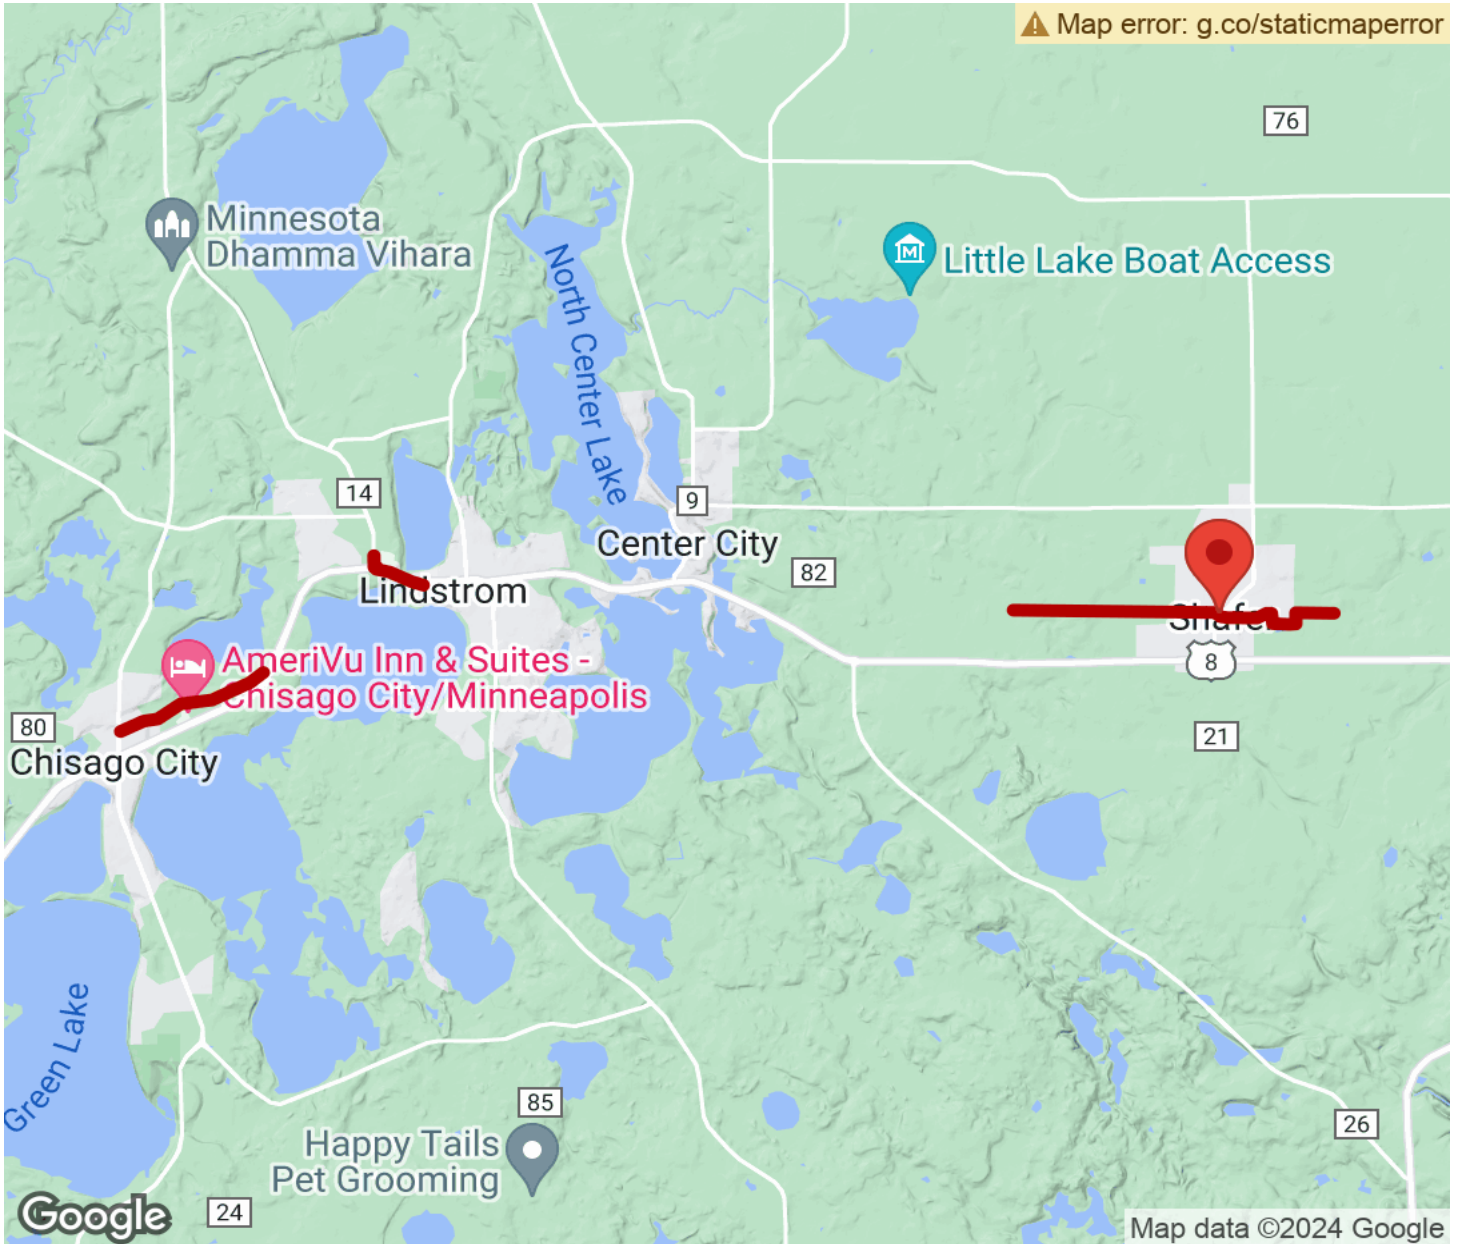 Map error: g.co/staticmaperror
76
Minnesota
Dhamma Vihara
Little Lake Boat Access
North Center Lake
14
9
Center City
82
Lindstrom
8
AmeriVu Inn & Suites -
Chisago City/Minneapolis
80
21
Chisago City
Green Lake
85
26
Happy Tails
Pet Grooming
24
Google
Map data ©2024 Google